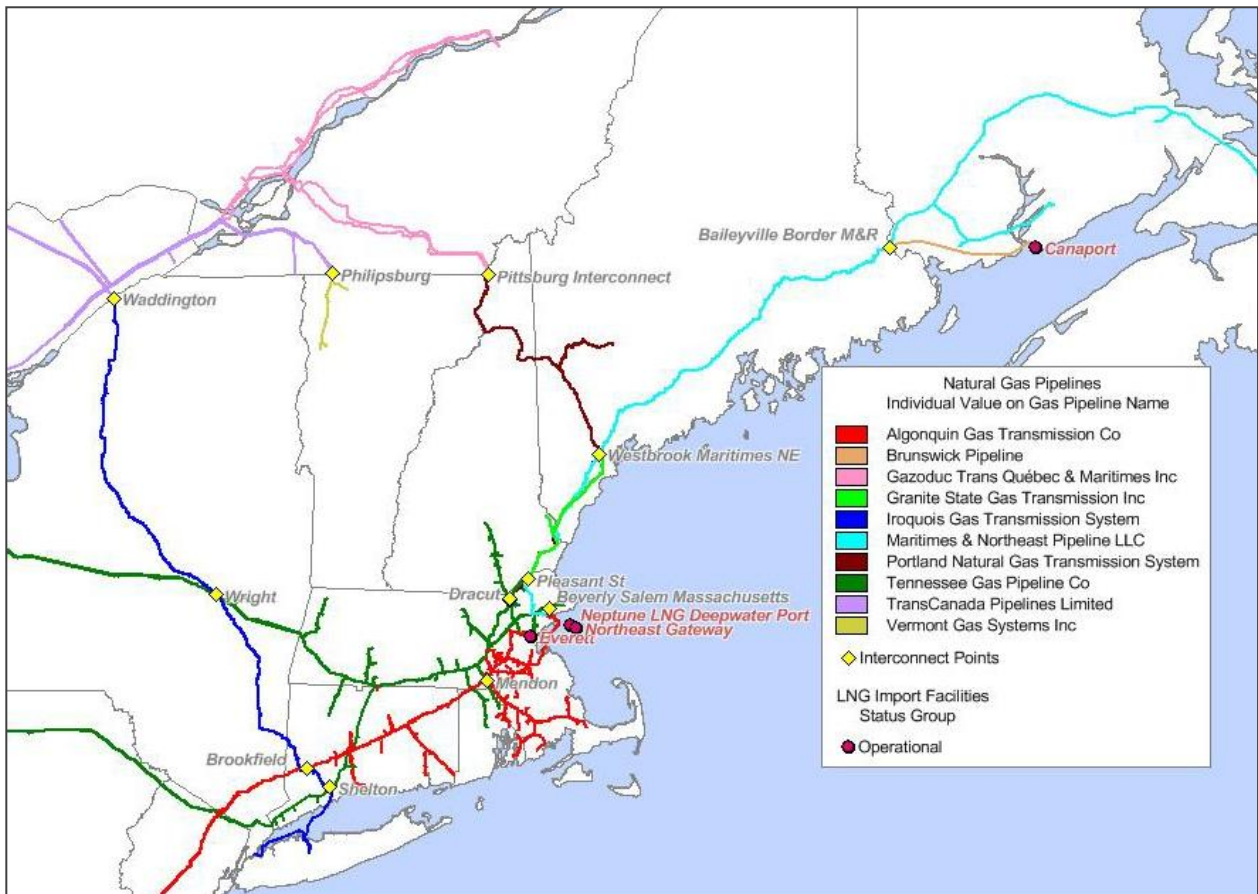 Baileyville Border M&R
Canaport
Philipsburg
Pittsburg Interconnect
Waddington
Natural Gas Pipelines
Individual Value on Gas Pipeline Name
Algonquin Gas Transmission Co
Brunswick Pipeline
Gazoduc Trans Québec & Maritimes Inc
Granite State Gas Transmission Inc
Iroquois Gas Transmission System
Maritimes & Northeast Pipeline LLC
Portland Natural Gas Transmission System
Tennessee Gas Pipeline Co
TransCanada Pipelines Limited
Vermont Gas Systems Inc
Interconnect Points
LNG Import Facilities
Status Group
Operational
Westbrook Maritimes NE
Pleasant St
Wright
Dracut
Beverly Salem Massachusetts
Neptune LNG Deepwater Port
Northeast Gateway
Everett
Mendon
Brookfield
Shelton